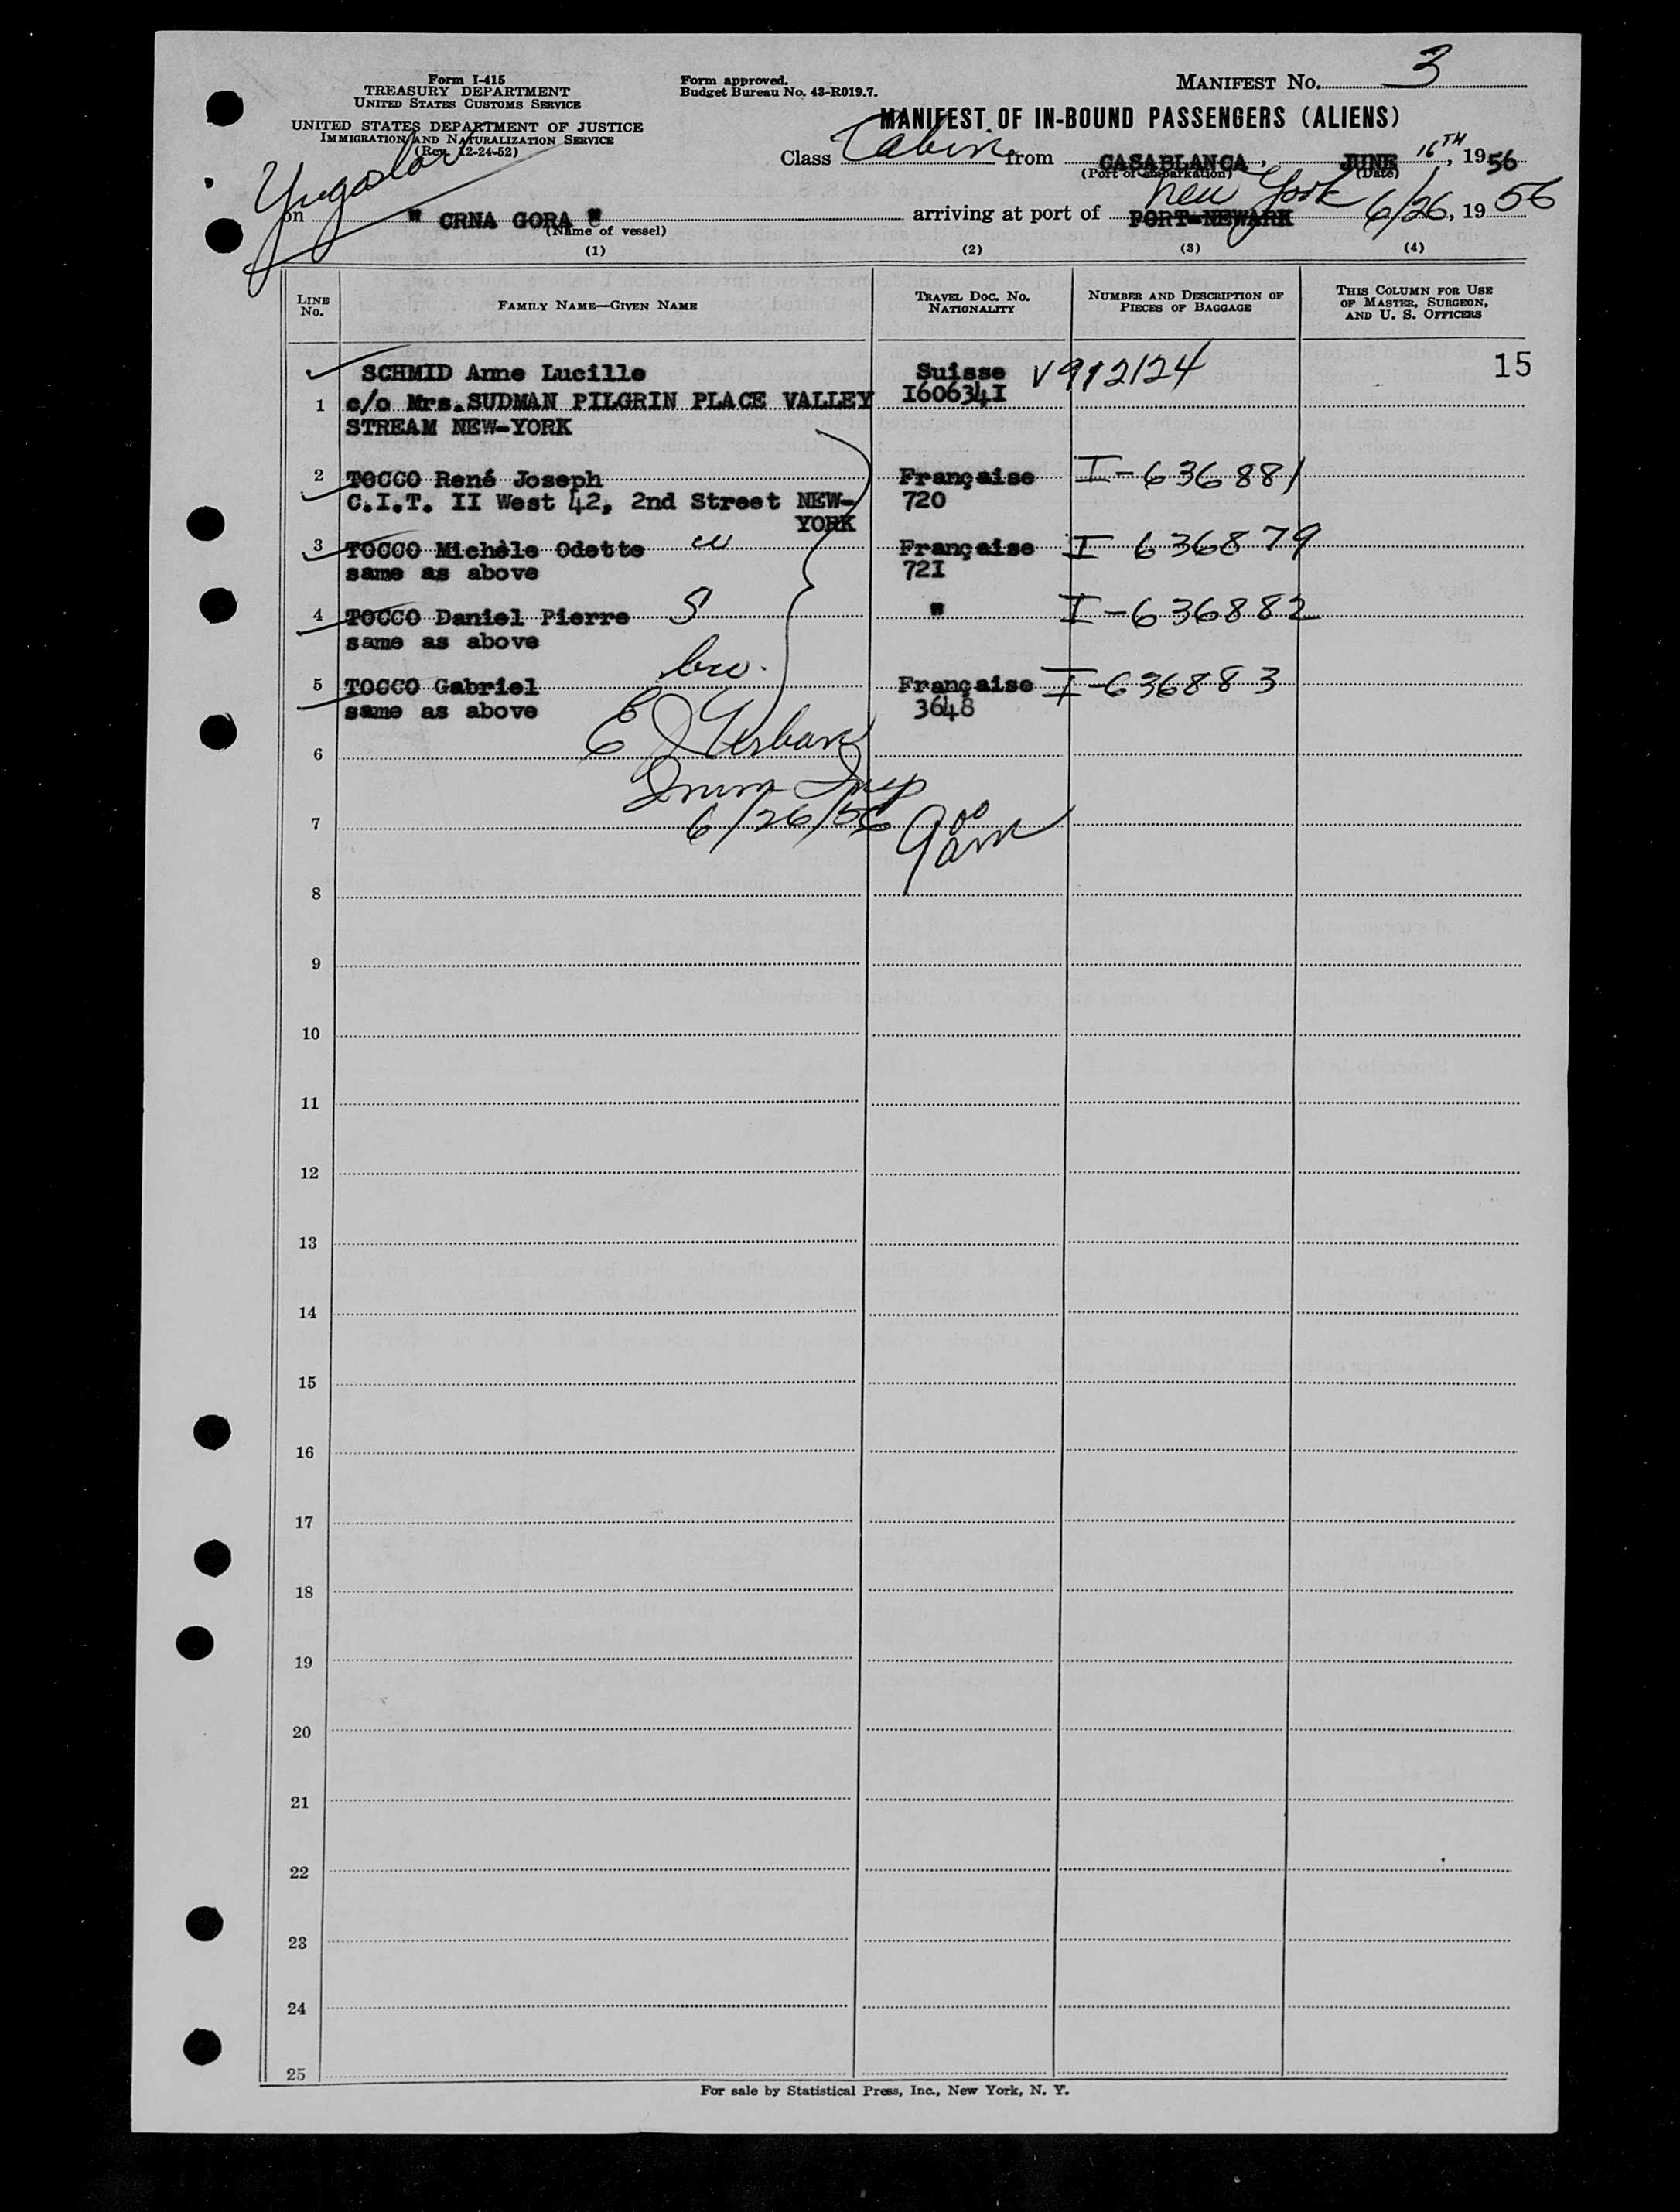 Form I-415
TREASURY DEPARTMENT
UNITED STATES CUSTOMS SERVICE
UNITED STATES DEPARTMENT OF JUSTICE
IMMIGRATION AND NATURALIZATION SERVICE
(Rev. 12-24-52)
Form approved.
Budget Bureau No. 43-R019.7.
MANIFEST NO. 3
MANIFEST OF IN-BOUND PASSENGERS (ALIENS)
Class Cabin from CASABLANCA, JUNE 16TH, 1956
(Port of embarkation) (Date)
Yugoslav
on " CRNA GORA " arriving at port of PORT-NEWARK New York 6/26, 1956
(Name of vessel)
(1) (2) (3) (4)
LINE No. FAMILY NAME—GIVEN NAME TRAVEL DOC. NO. NATIONALITY NUMBER AND DESCRIPTION OF PIECES OF BAGGAGE THIS COLUMN FOR USE OF MASTER, SURGEON, AND U. S. OFFICERS
SCHMID Anne Lucille Suisse V912124 15
1 c/o Mrs. SUDMAN PILGRIN PLACE VALLEY I60634I
STREAM NEW-YORK
2 TOCCO René Joseph Française I-636881
C.I.T. II West 42, 2nd Street NEW- 720
YORK
3 TOCCO Michèle Odette w Française I 636879
same as above 72I
4 TOCCO Daniel Pierre S " I-636882
same as above
bro.
5 TOCCO Gabriel Française I-636883
same as above 3648
E J
6
Imm Insp
7 6/26/56 9 00 am
8
9
10
11
12
13
14
15
16
17
18
19
20
21
22
23
24
25
For sale by Statistical Press, Inc., New York, N. Y.